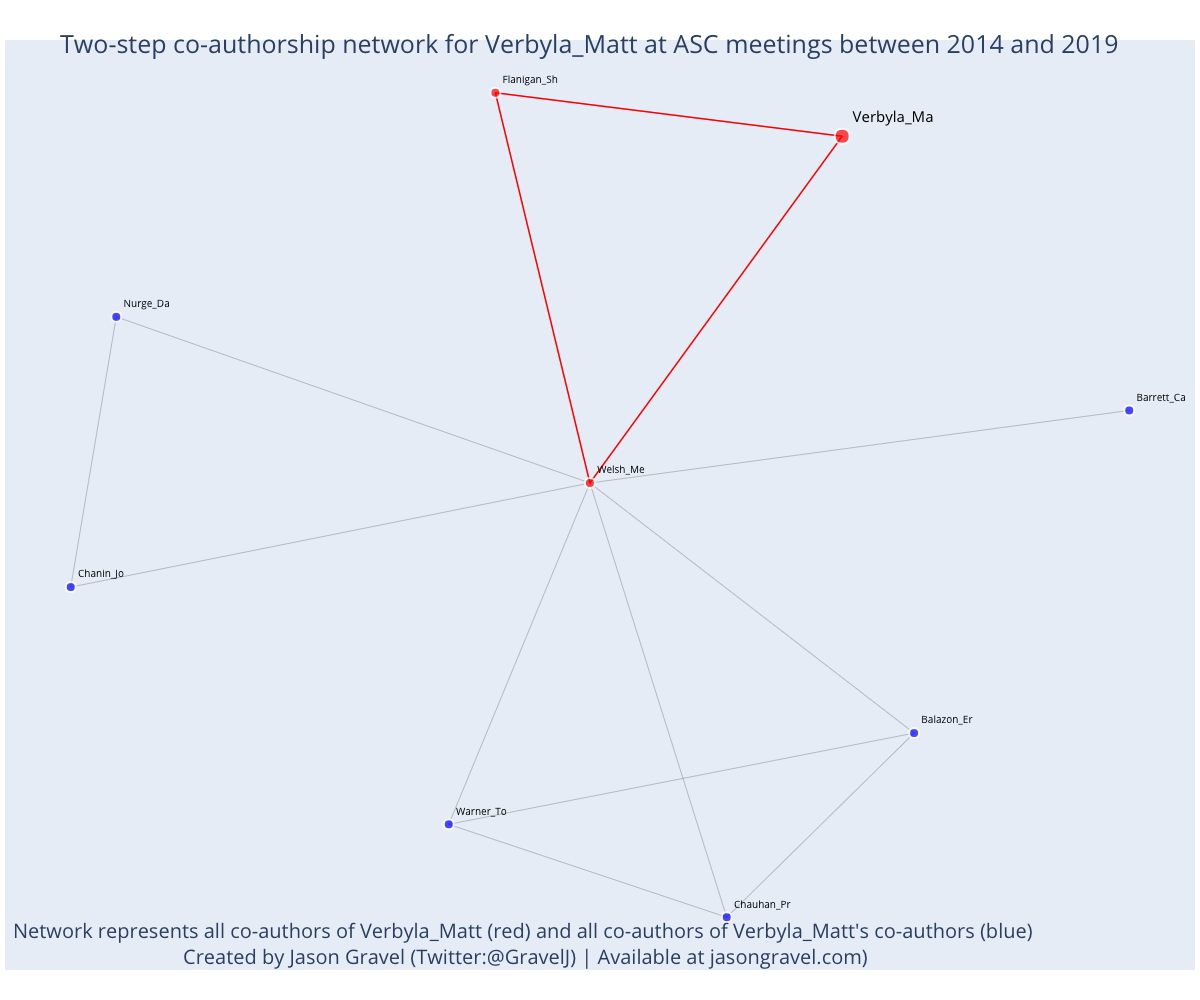 Two-step co-authorship network for Verbyla_Matt at ASC meetings between 2014 and 2019
Flanigan_Sh
Verbyla_Ma
Nurge_Da
Barrett_Ca
Welsh_Me
Chanin_Jo
Balazon_Er
Warner_To
Chauhan_Pr
Network represents all co-authors of Verbyla_Matt (red) and all co-authors of Verbyla_Matt's co-authors (blue)
Created by Jason Gravel (Twitter:@GravelJ) | Available at jasongravel.com)